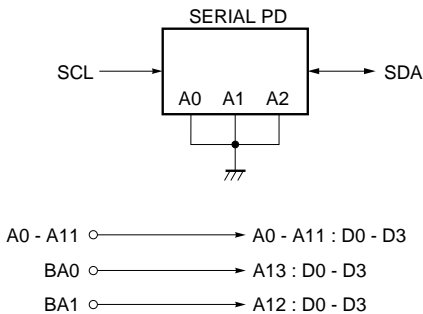 SERIAL PD
SCL
SDA
A0 A1 A2
A0 - A11 A0 - A11 : D0 - D3
BA0 A13 : D0 - D3
BA1 A12 : D0 - D3